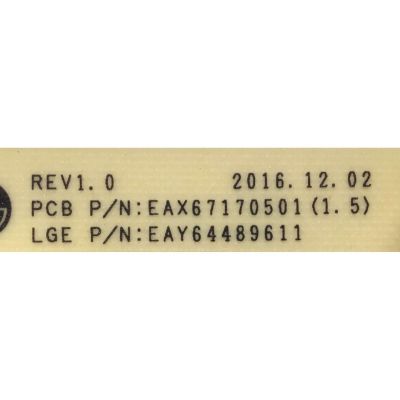 REV1.0 2016.12.02
PCB P/N:EAX67170501(1.5)
LGE P/N:EAY64489611